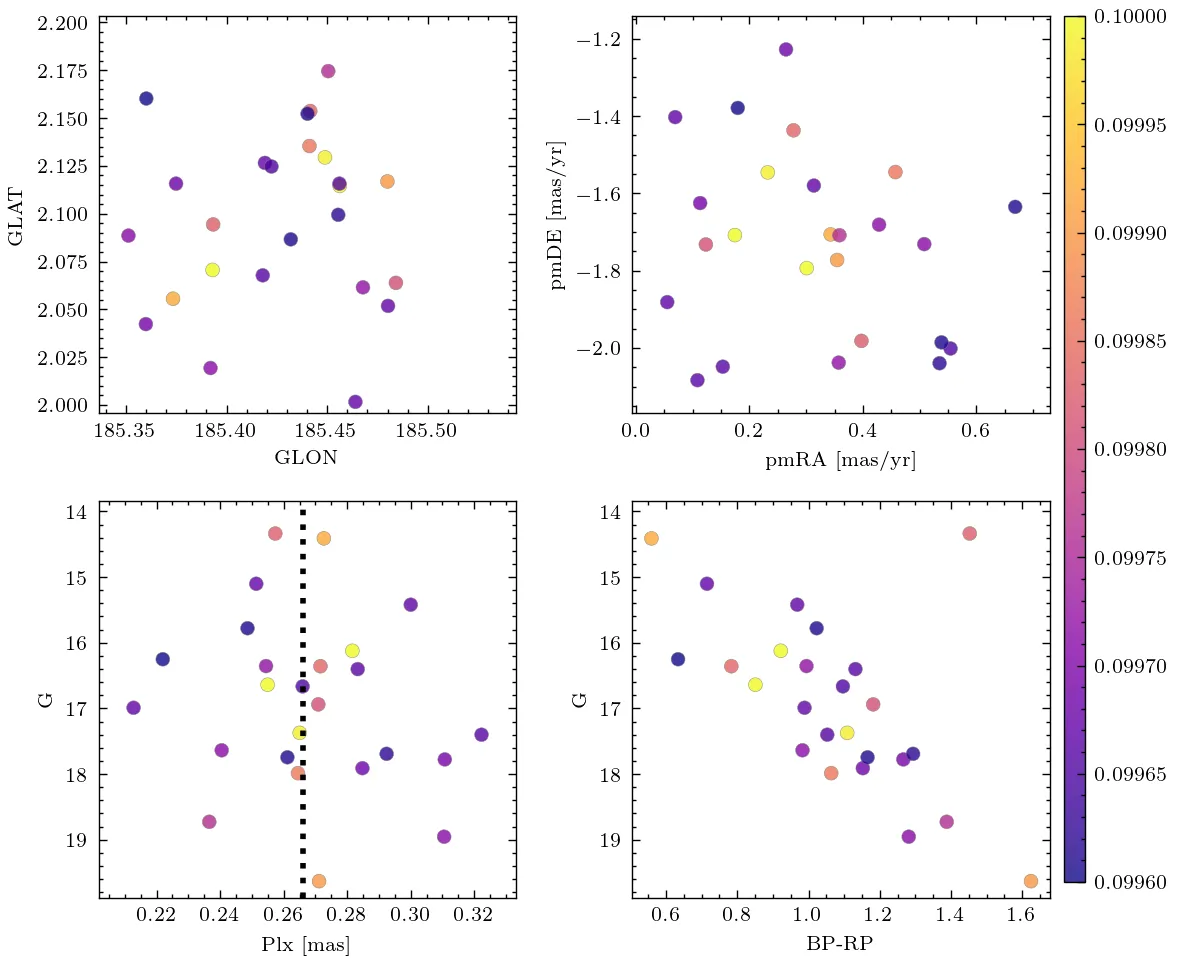 2.200
2.175
2.150
2.125
2.100
2.075
2.050
2.025
2.000
GLAT
185.35 185.40 185.45 185.50
GLON
−1.2
−1.4
−1.6
−1.8
−2.0
pmDE [mas/yr]
0.0 0.2 0.4 0.6
pmRA [mas/yr]
14
15
16
17
18
19
G
0.22 0.24 0.26 0.28 0.30 0.32
Plx [mas]
14
15
16
17
18
19
G
0.6 0.8 1.0 1.2 1.4 1.6
BP-RP
0.10000
0.09995
0.09990
0.09985
0.09980
0.09975
0.09970
0.09965
0.09960